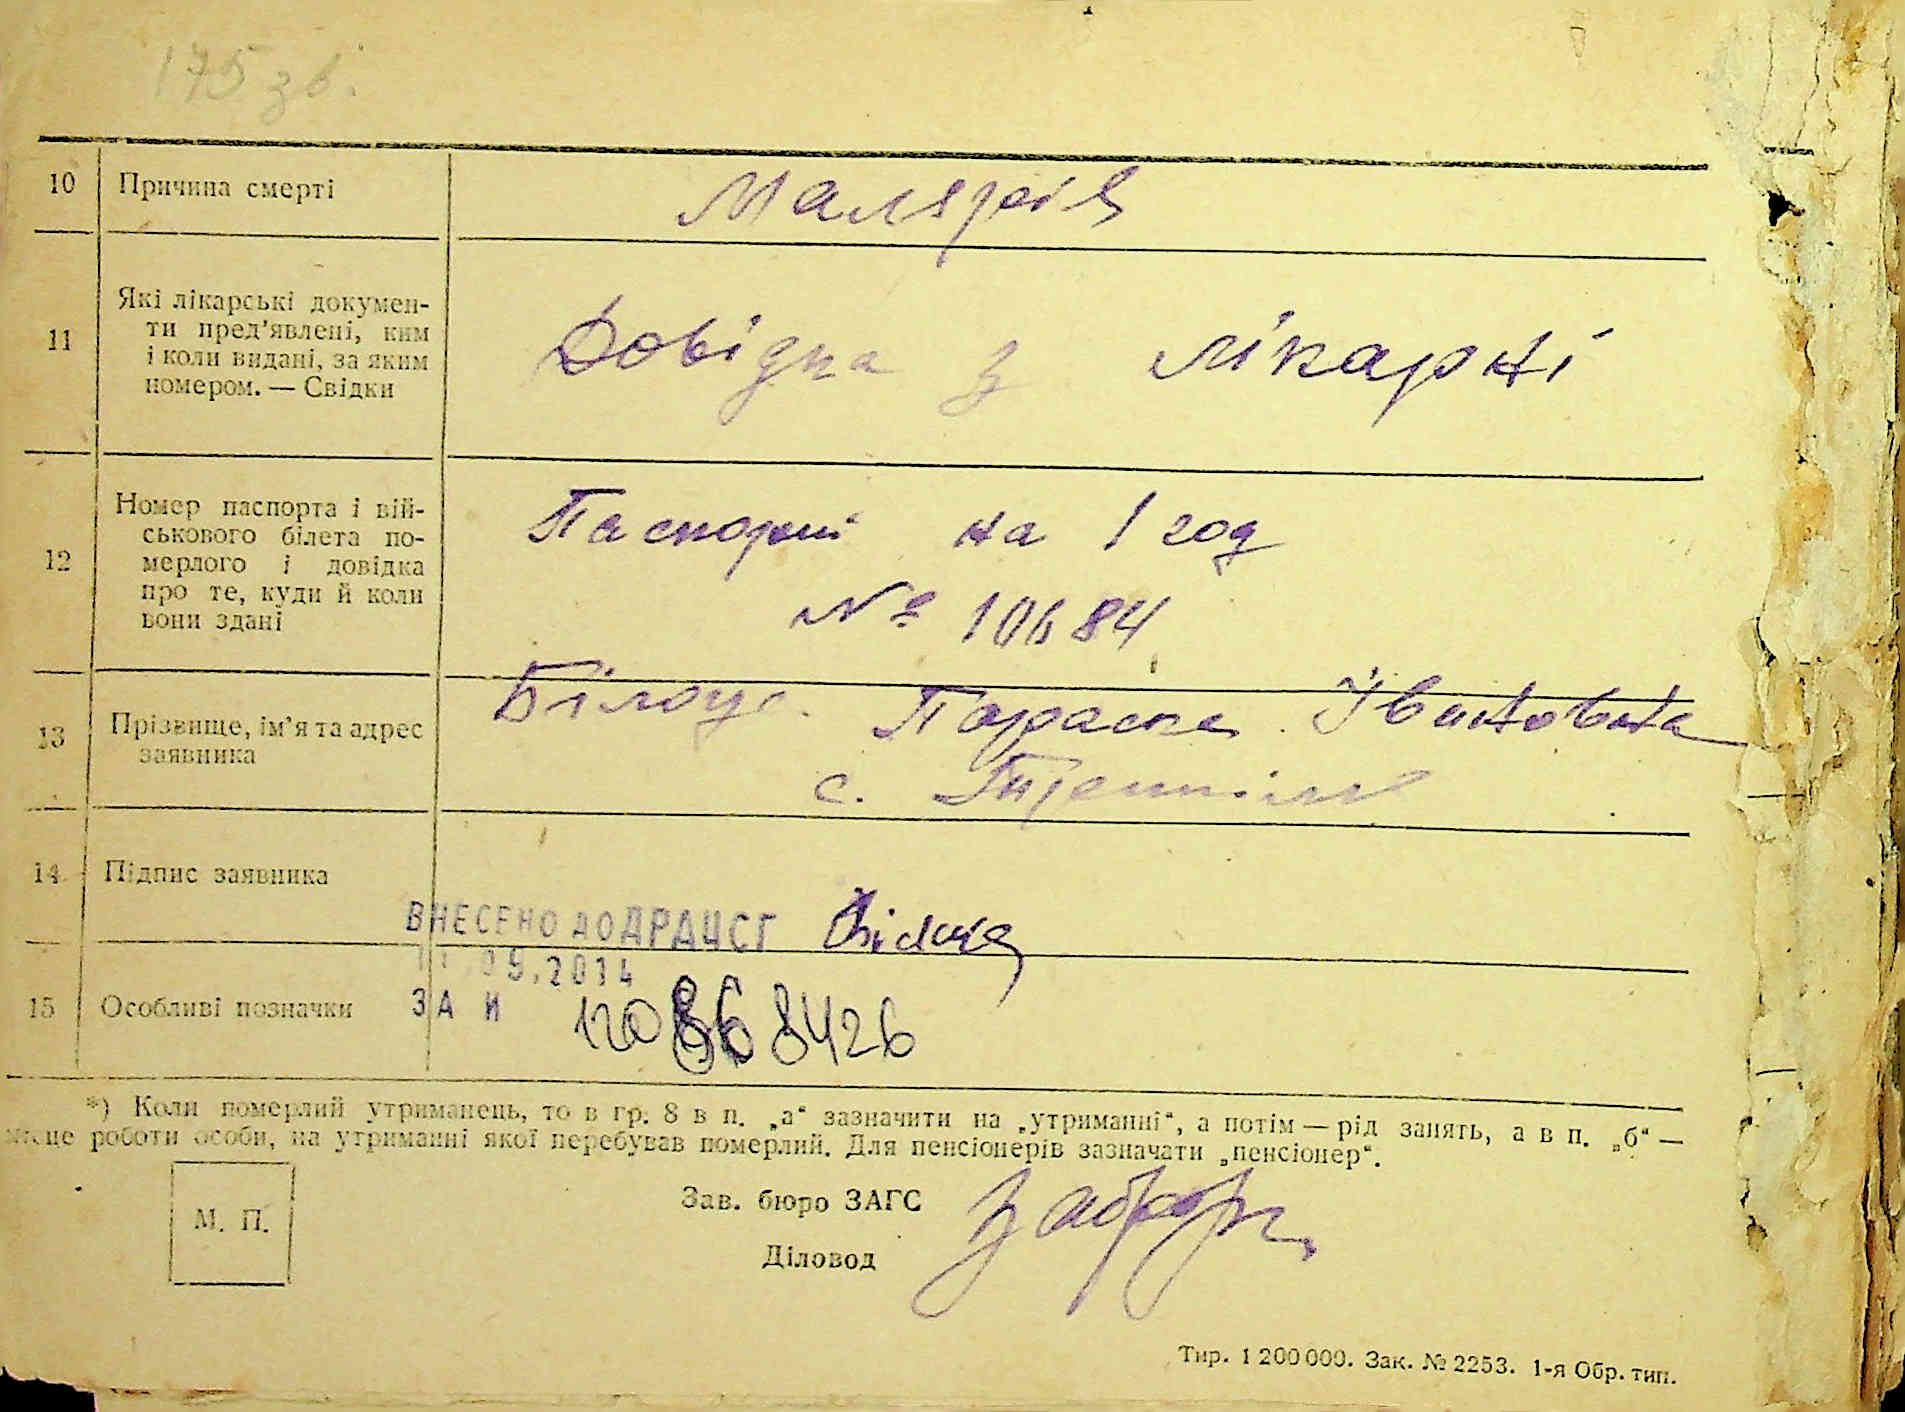 175 зв.
10 Причина смерті Малярія
11 Які лікарські докумен-
ти пред'явлені, ким
і коли видані, за яким
номером. — Свідки
Довідка з лікарні
12 Номер паспорта і вій-
ськового білета по-
мерлого і довідка
про те, куди й коли
вони здані
Паспорт на 1 год
№ 10684
13 Прізвище, ім'я та адрес
заявника
Параска Івановна
с.
14 Підпис заявника
ВНЕСЕНО ДО ДРАЦСГ
09.2014
15 Особливі позначки
ЗА И 8426
*) Коли померлий утриманець, то в гр. 8 в п. „а“ зазначити на „утриманні“, а потім — рід занять, а в п. „б“ —
місце роботи особи, на утриманні якої перебував померлий. Для пенсіонерів зазначати „пенсіонер“.
М. П.
Зав. бюро ЗАГС
Діловод
Тир. 1 200 000. Зак. № 2253. 1-я Обр. тип.